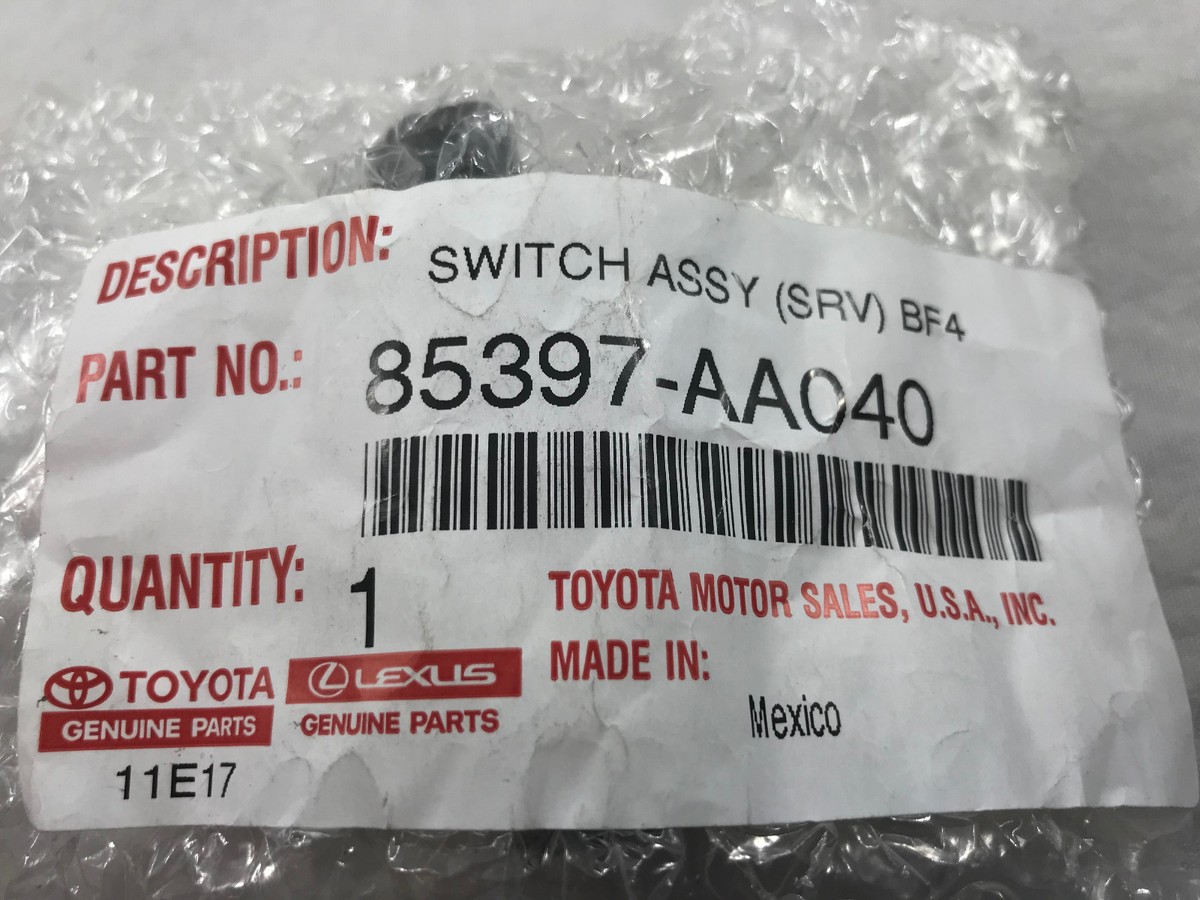 DESCRIPTION: SWITCH ASSY (SRV) BF4
PART NO.: 85397-AA040
QUANTITY: 1
TOYOTA MOTOR SALES, U.S.A., INC.
MADE IN:
Mexico
TOYOTA
GENUINE PARTS
LEXUS
GENUINE PARTS
11E17